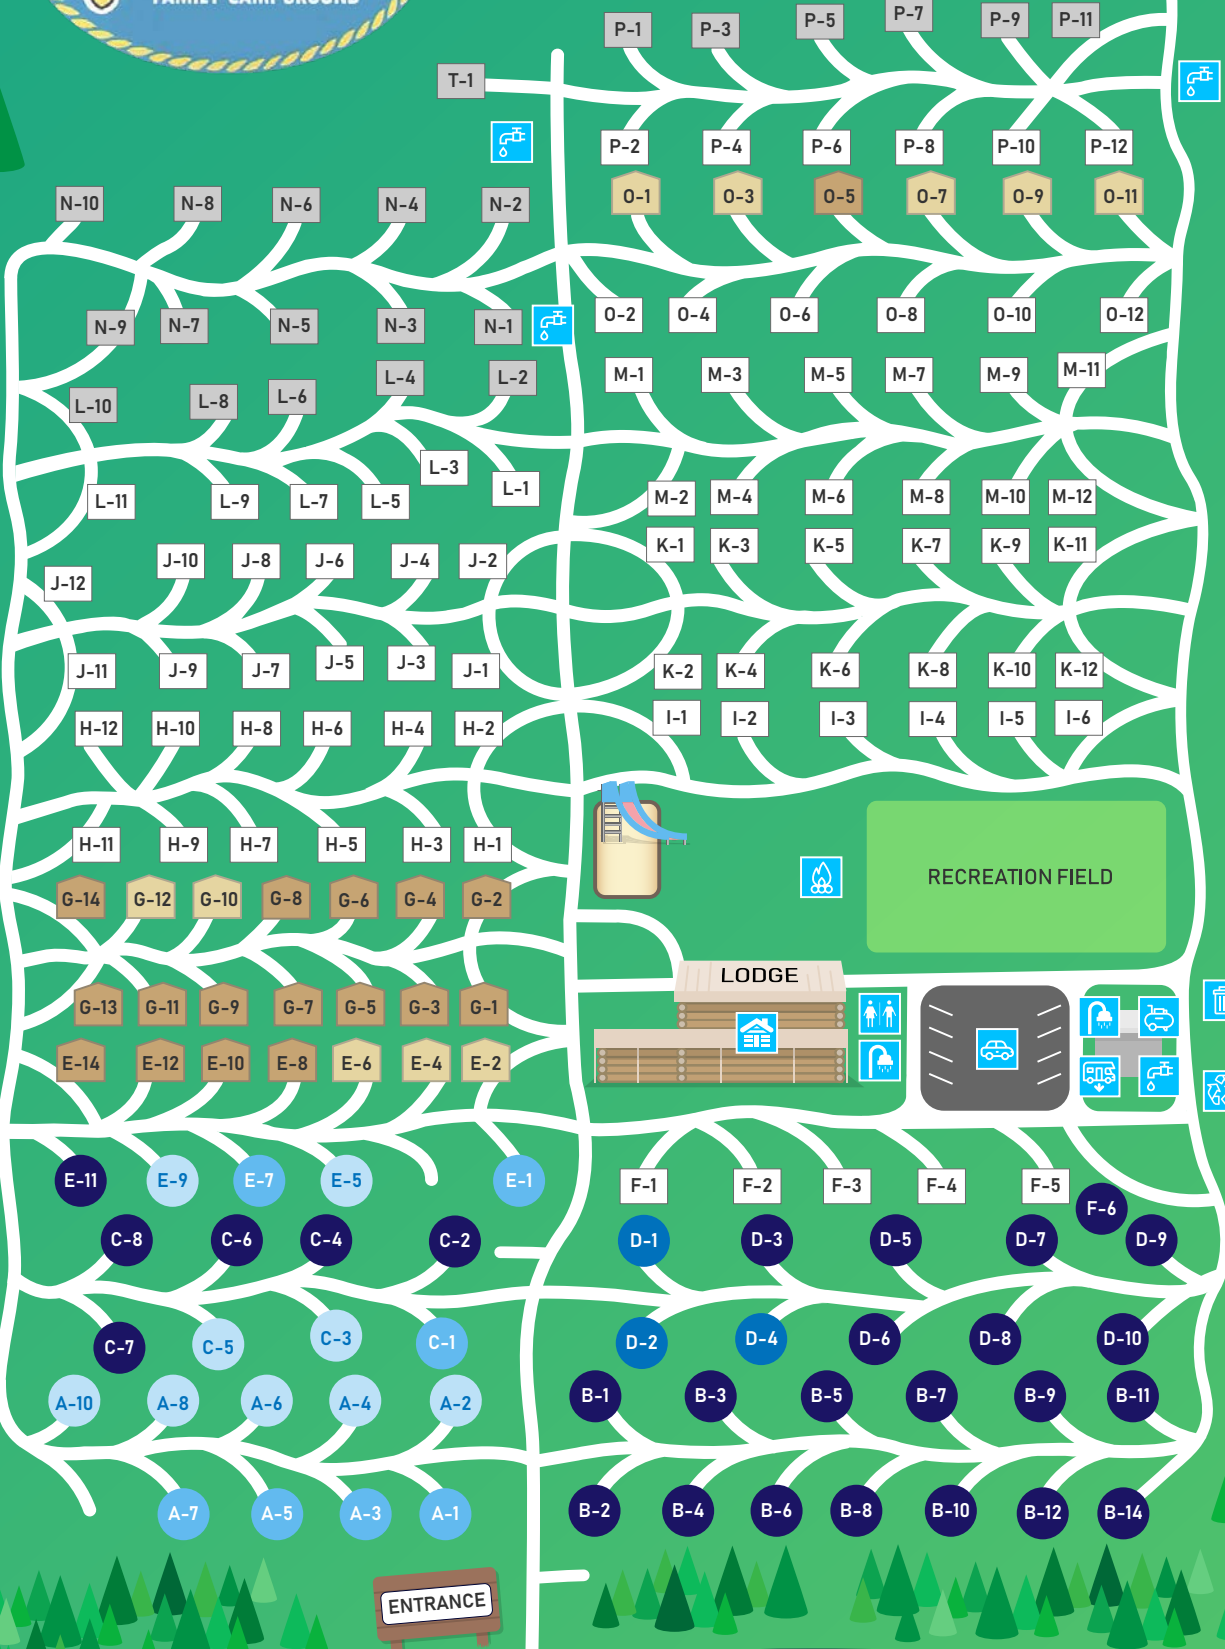 FAMILY CAMPGROUND
P-1 P-3 P-5 P-7 P-9 P-11
T-1
P-2 P-4 P-6 P-8 P-10 P-12
N-10 N-8 N-6 N-4 N-2 O-1 O-3 O-5 O-7 O-9 O-11
N-9 N-7 N-5 N-3 N-1 O-2 O-4 O-6 O-8 O-10 O-12
L-10 L-8 L-6 L-4 L-2 M-1 M-3 M-5 M-7 M-9 M-11
L-11 L-9 L-7 L-5 L-3 L-1 M-2 M-4 M-6 M-8 M-10 M-12
J-12 J-10 J-8 J-6 J-4 J-2 K-1 K-3 K-5 K-7 K-9 K-11
J-11 J-9 J-7 J-5 J-3 J-1 K-2 K-4 K-6 K-8 K-10 K-12
H-12 H-10 H-8 H-6 H-4 H-2 I-1 I-2 I-3 I-4 I-5 I-6
H-11 H-9 H-7 H-5 H-3 H-1
RECREATION FIELD
G-14 G-12 G-10 G-8 G-6 G-4 G-2
LODGE
G-13 G-11 G-9 G-7 G-5 G-3 G-1
E-14 E-12 E-10 E-8 E-6 E-4 E-2
E-11 E-9 E-7 E-5 E-1 F-1 F-2 F-3 F-4 F-5 F-6
C-8 C-6 C-4 C-2 D-1 D-3 D-5 D-7 D-9
C-7 C-5 C-3 C-1 D-2 D-4 D-6 D-8 D-10
A-10 A-8 A-6 A-4 A-2 B-1 B-3 B-5 B-7 B-9 B-11
A-7 A-5 A-3 A-1 B-2 B-4 B-6 B-8 B-10 B-12 B-14
ENTRANCE